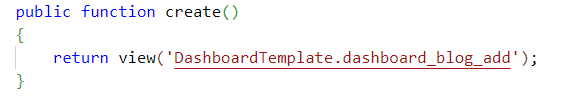 public function create()
{
return view('DashboardTemplate.dashboard_blog_add');
}